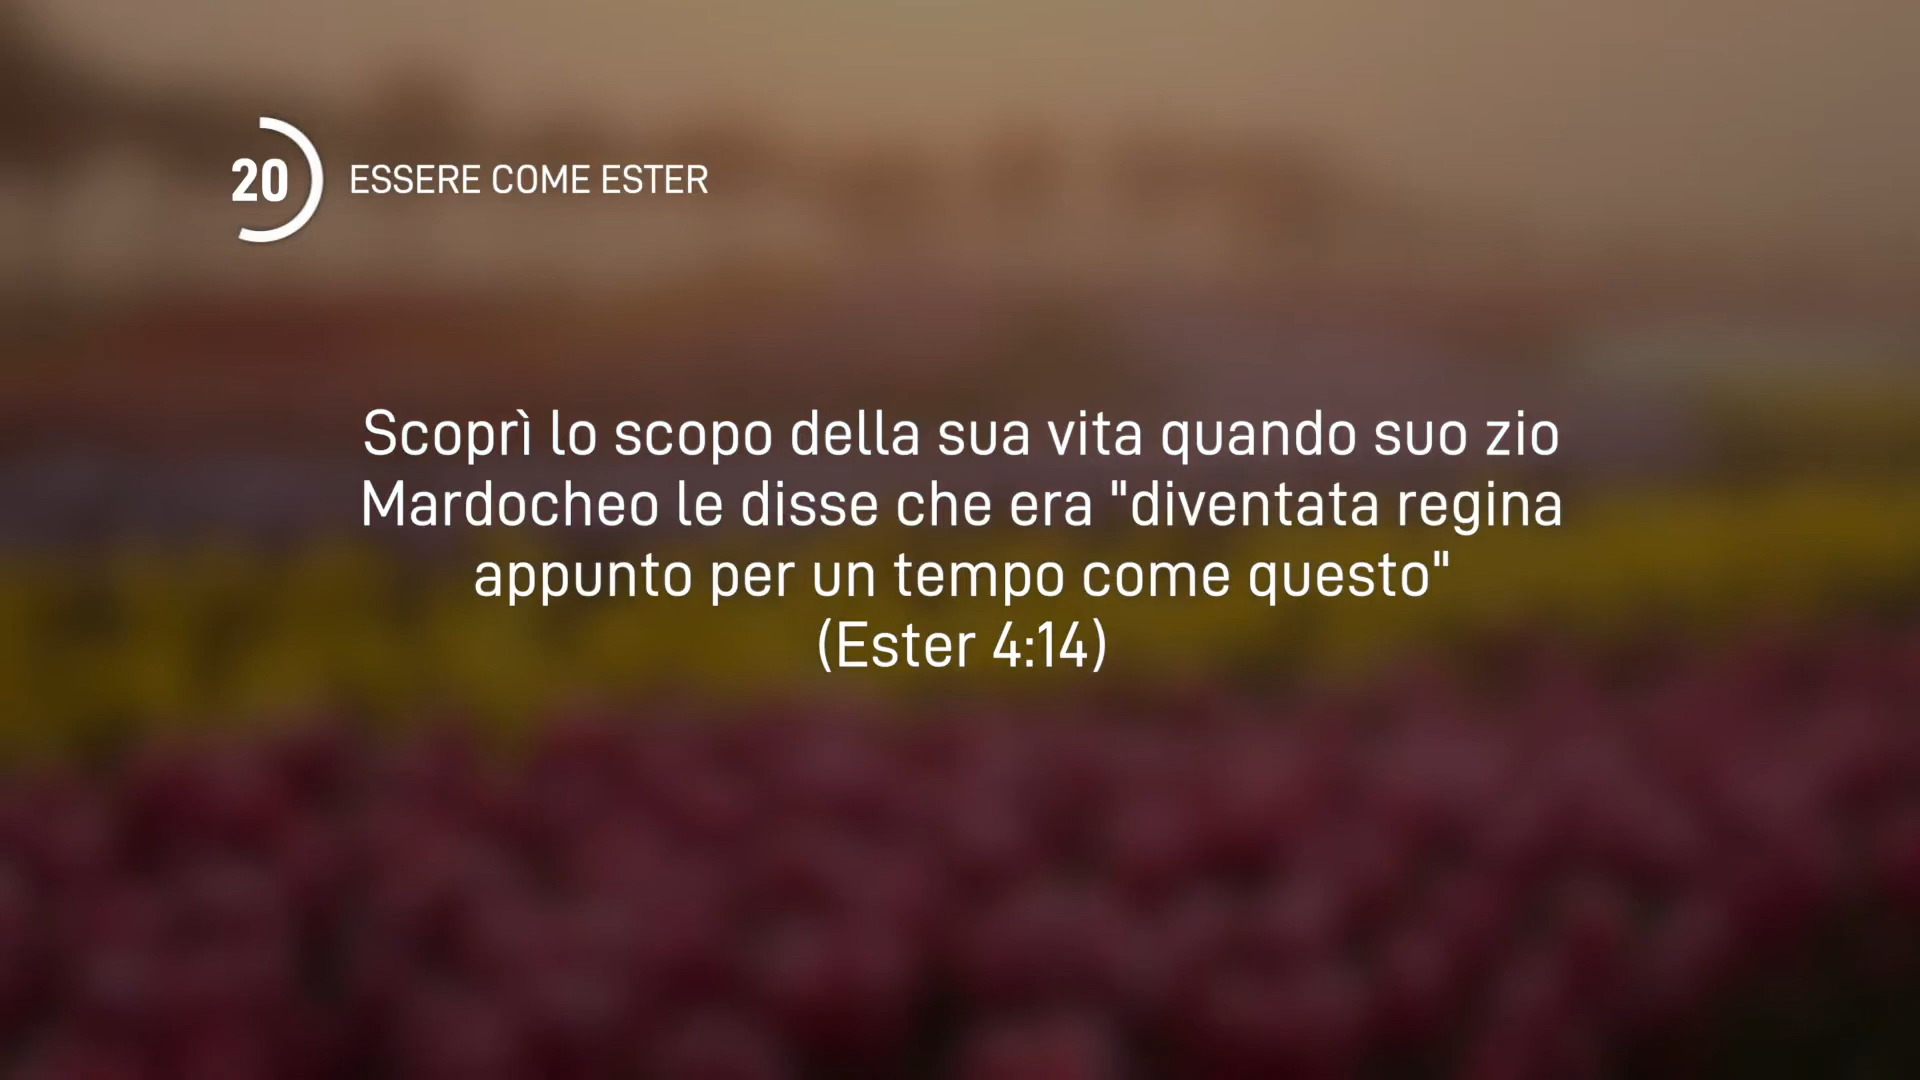 20
ESSERE COME ESTER
Scoprì lo scopo della sua vita quando suo zio
Mardocheo le disse che era "diventata regina
appunto per un tempo come questo"
(Ester 4:14)